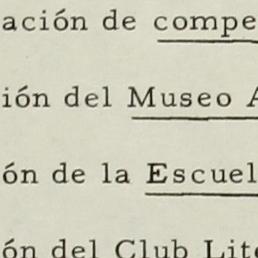 ación de compe
ión del Museo A
ón de la Escuel
ón del Club Lite